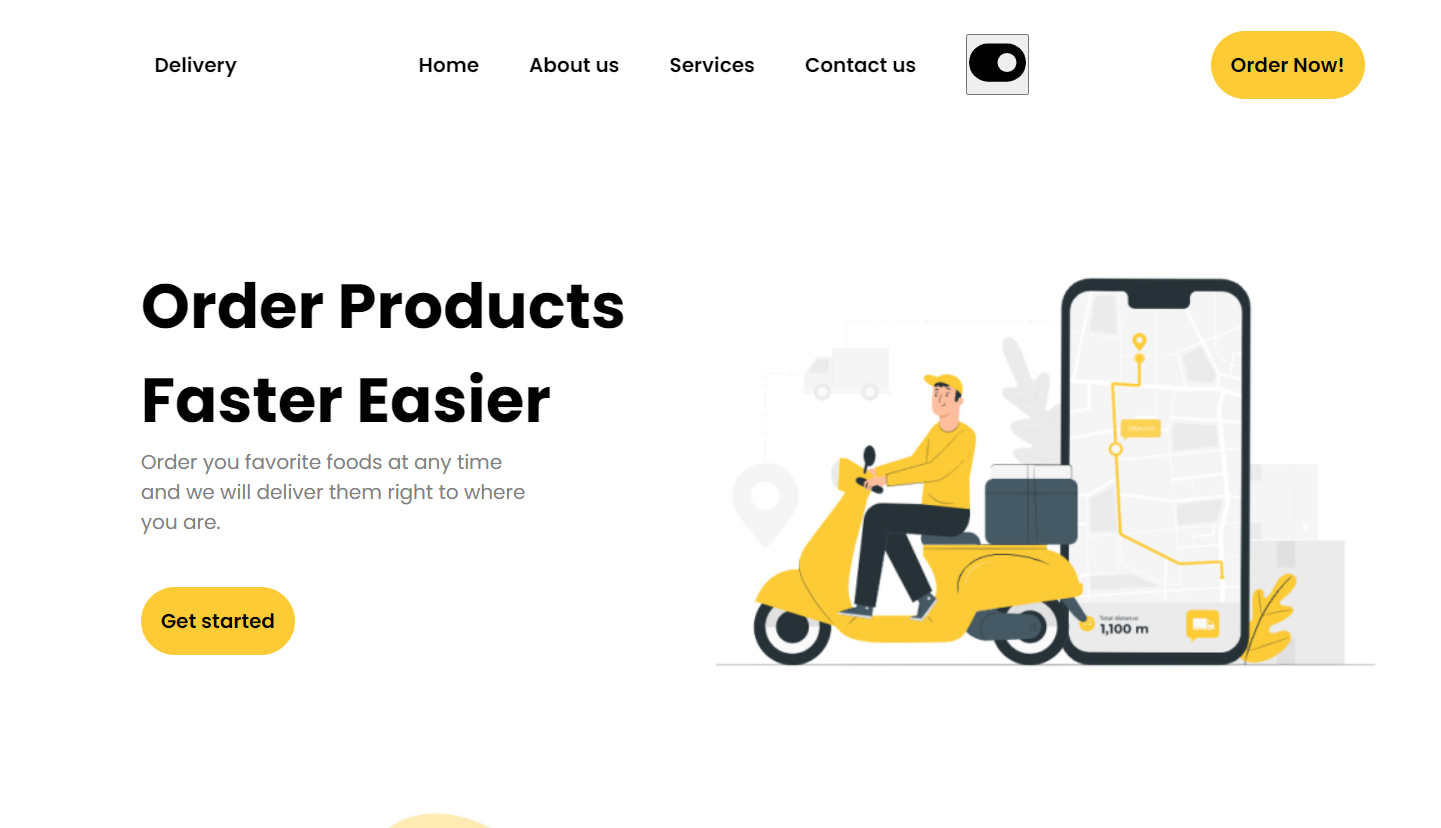 Delivery
Home
About us
Services
Contact us
Order Now!
Order Products
Faster Easier
Order you favorite foods at any time
and we will deliver them right to where
you are.
Get started
Total distance
1,100 m